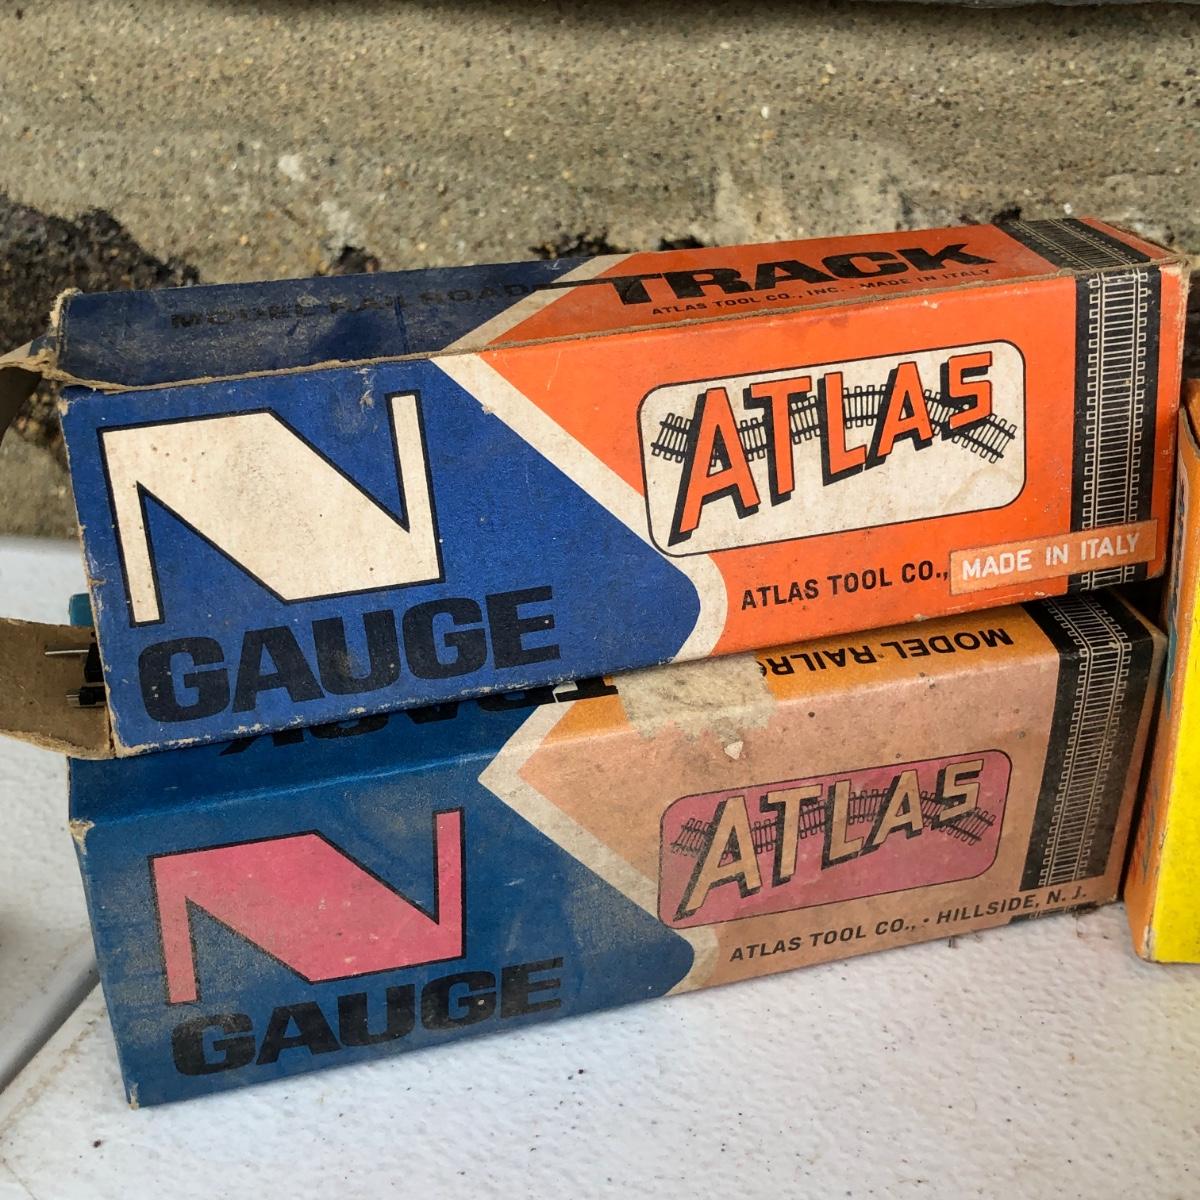 MODEL RAILROAD TRACK
ATLAS TOOL CO., INC. · MADE IN ITALY
N
GAUGE
ATLAS
ATLAS TOOL CO., MADE IN ITALY
MODEL RAILR
TRACK
N
GAUGE
ATLAS
ATLAS TOOL CO., · HILLSIDE, N. J.